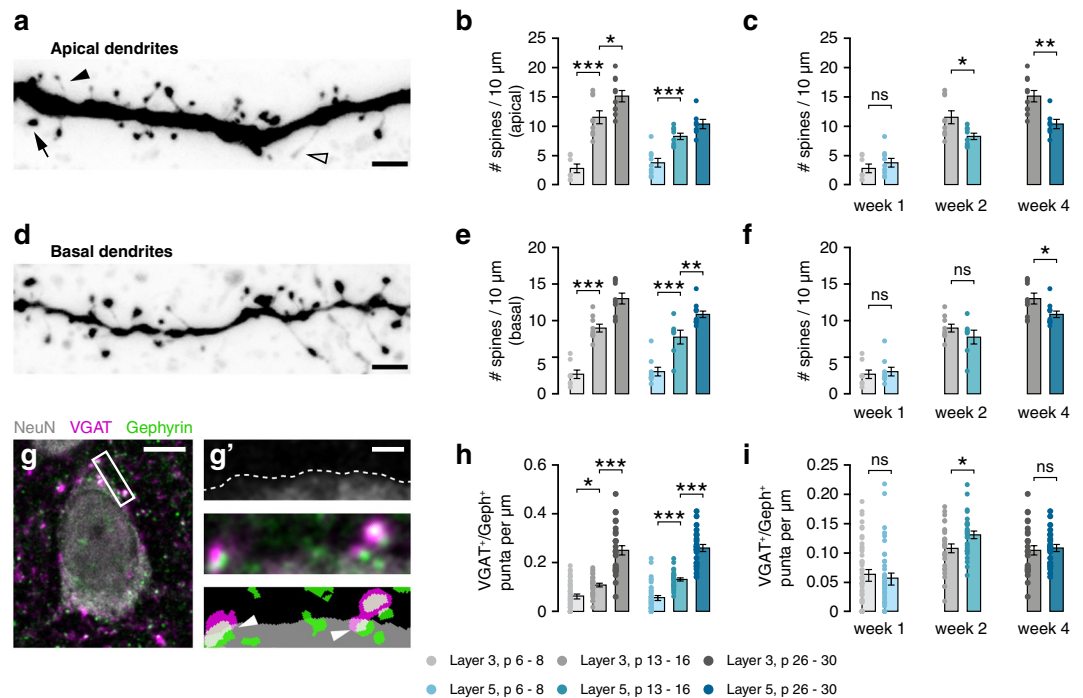 a
Apical dendrites
b
# spines / 10 µm
(apical)
25
20
15
10
5
0
***
*
***
c
# spines / 10 µm
25
20
15
10
5
0
ns
*
**
week 1
week 2
week 4
d
Basal dendrites
e
# spines / 10 µm
(basal)
20
15
10
5
0
***
***
**
f
# spines / 10 µm
20
15
10
5
0
ns
ns
*
week 1
week 2
week 4
NeuN VGAT Gephyrin
g
g’
h
VGAT⁺/Geph⁺
punta per µm
0.6
0.4
0.2
0
*
***
***
***
i
VGAT⁺/Geph⁺
punta per µm
0.25
0.20
0.15
0.10
0.05
0
ns
*
ns
week 1
week 2
week 4
Layer 3, p 6 - 8
Layer 3, p 13 - 16
Layer 3, p 26 - 30
Layer 5, p 6 - 8
Layer 5, p 13 - 16
Layer 5, p 26 - 30